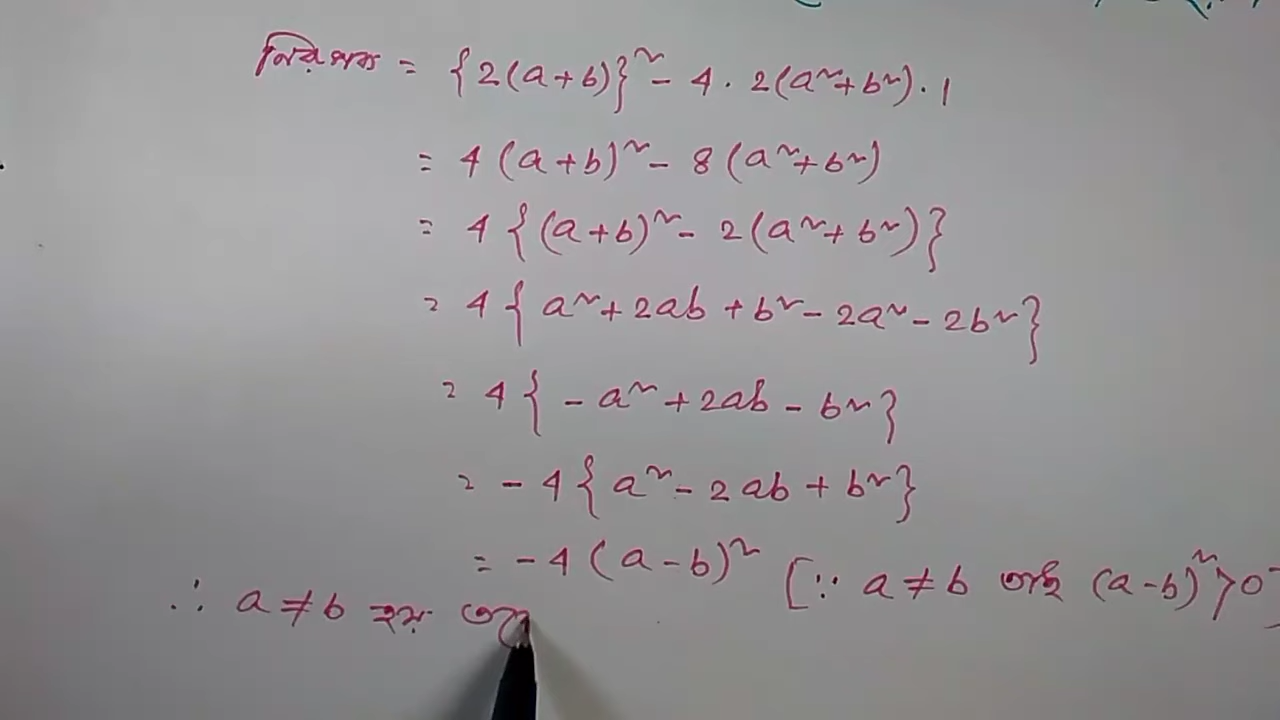 নিরূপক = {2(a+b)}² - 4 . 2(a²+b²) . 1
= 4(a+b)² - 8(a²+b²)
= 4{(a+b)² - 2(a²+b²)}
= 4{a²+2ab+b²-2a²-2b²}
= 4{-a²+2ab-b²}
= -4{a²-2ab+b²}
= -4(a-b)² [∵ a≠b তাই (a-b)²>0]
∴ a≠b হয় তবে